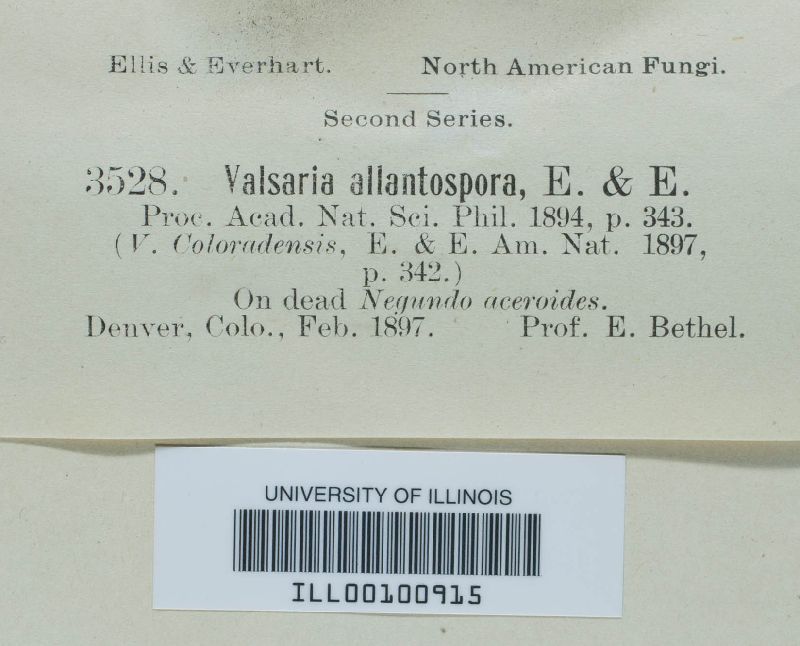 Ellis & Everhart. North American Fungi.
Second Series.
3528. Valsaria allantospora, E. & E.
Proc. Acad. Nat. Sci. Phil. 1894, p. 343.
(V. Coloradensis, E. & E. Am. Nat. 1897,
p. 342.)
On dead Negundo aceroides.
Denver, Colo., Feb. 1897. Prof. E. Bethel.
UNIVERSITY OF ILLINOIS
ILL00100915